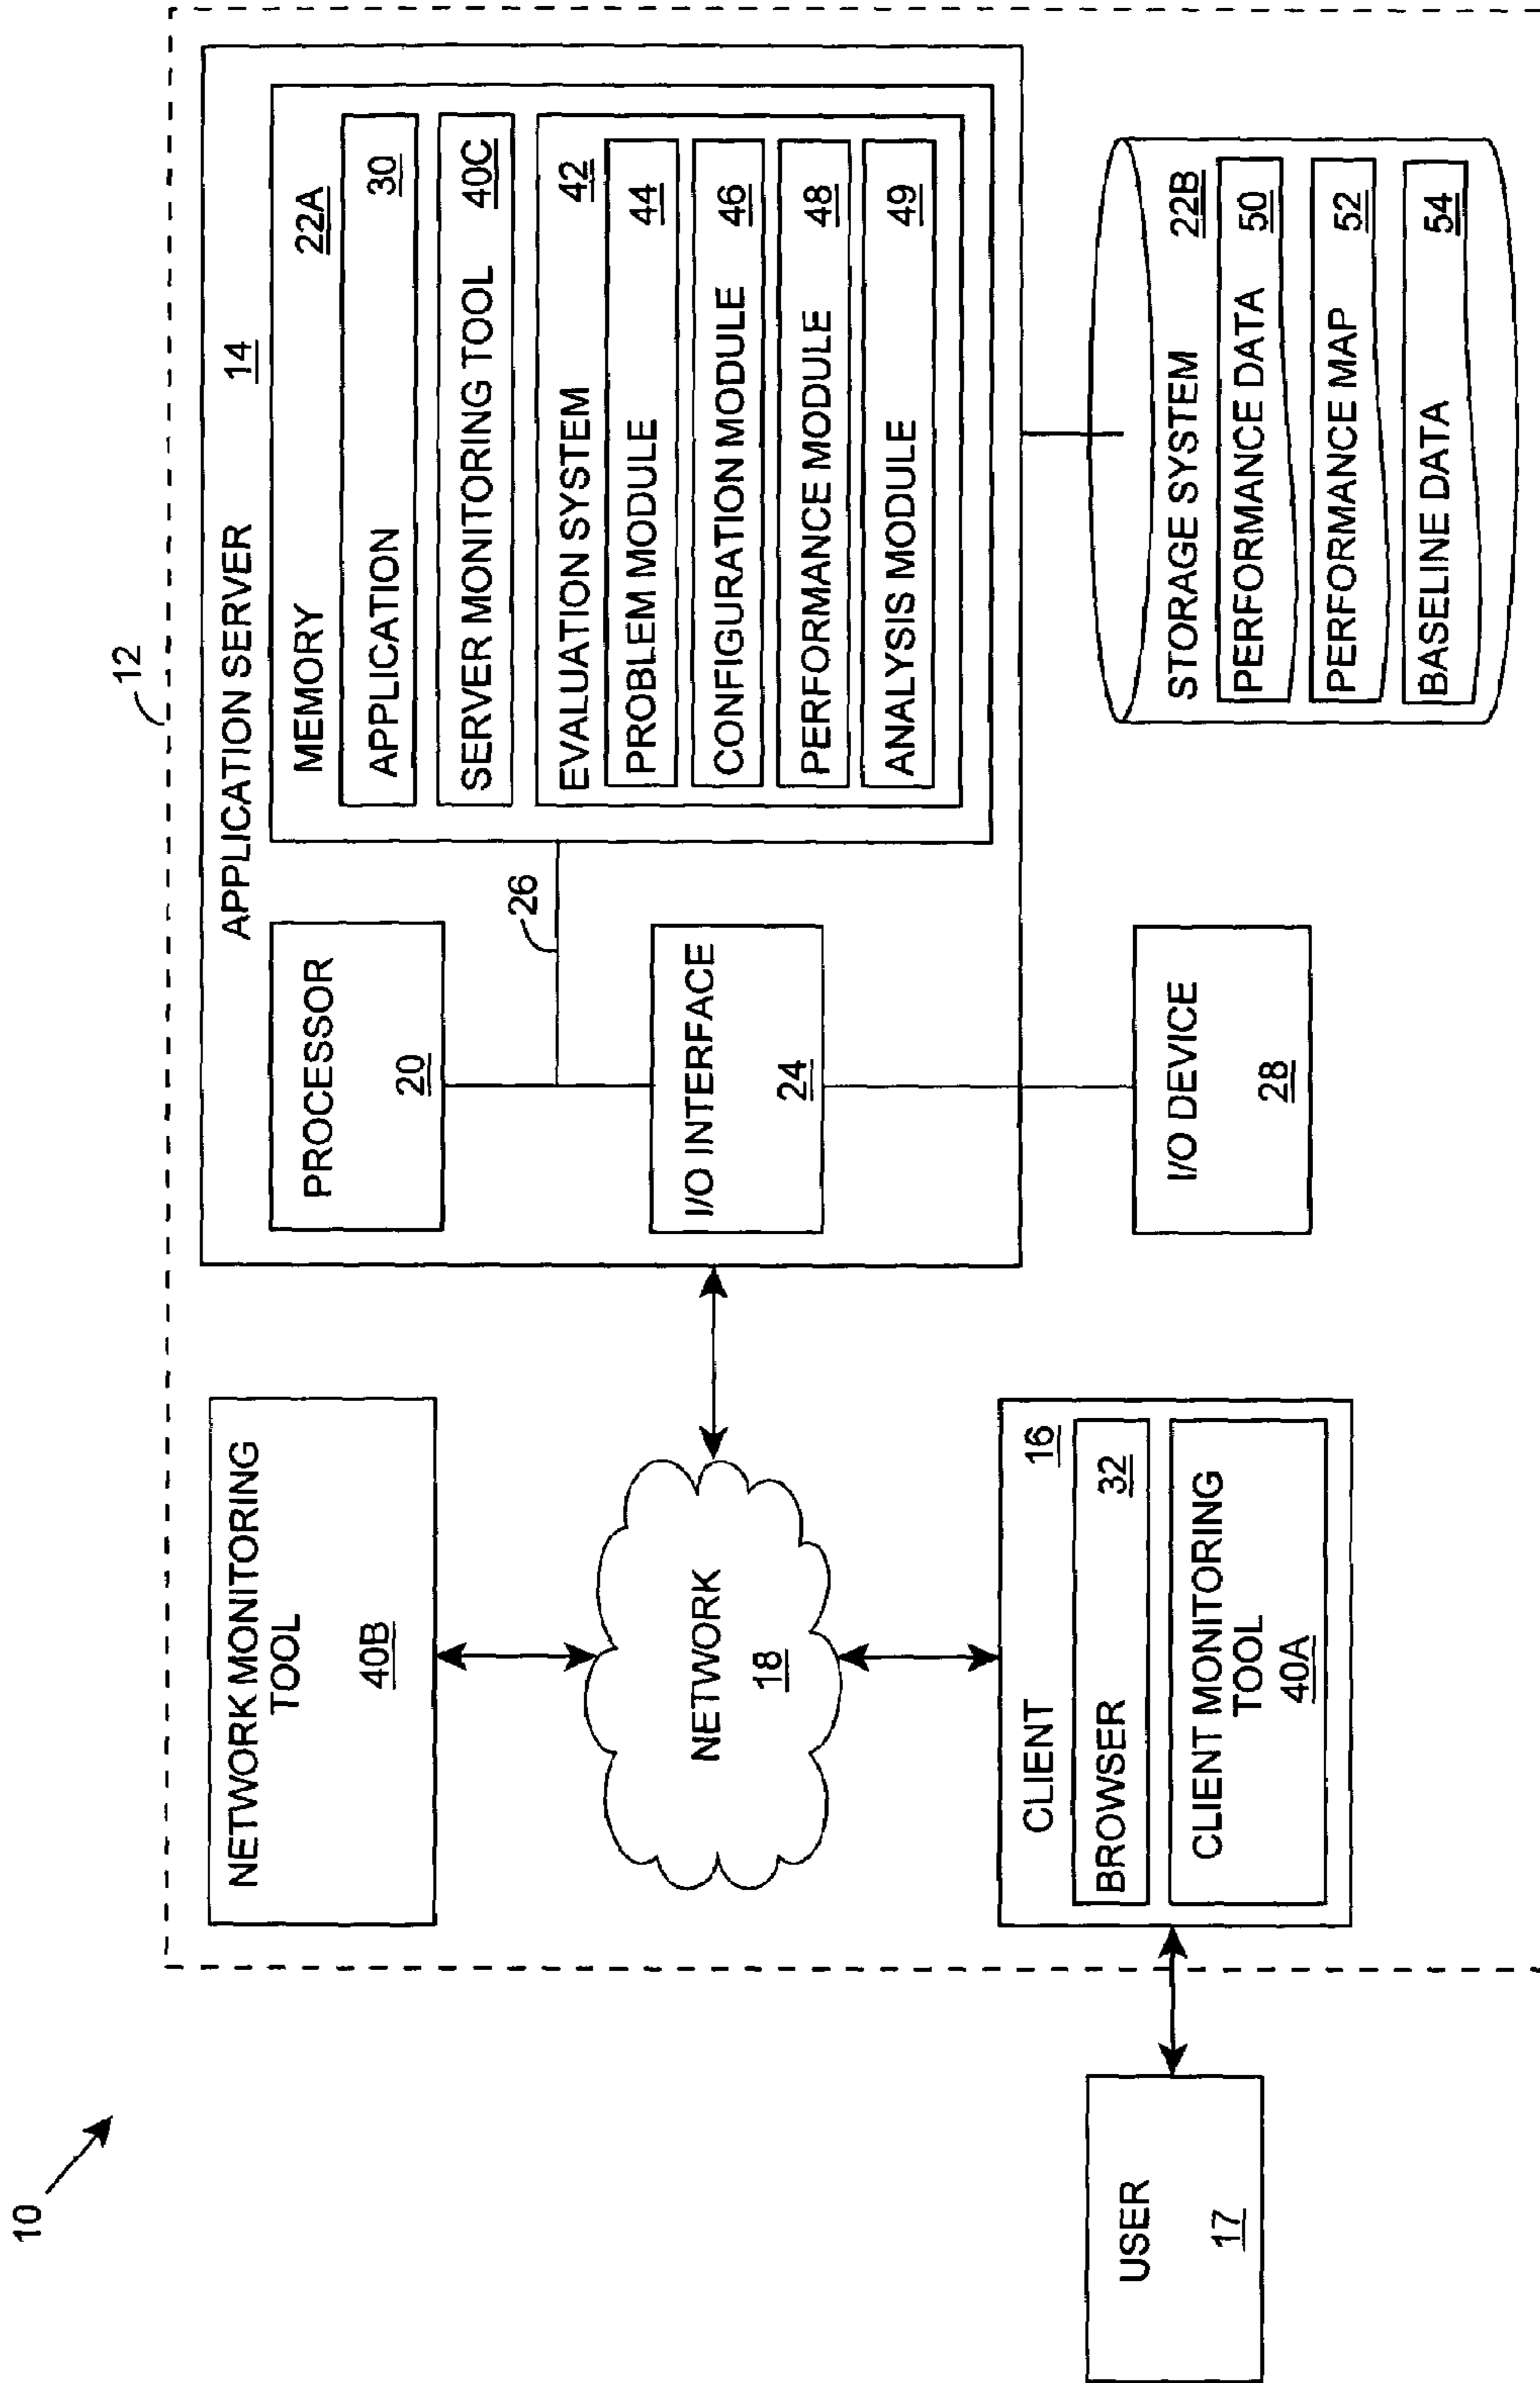 10
12
NETWORK MONITORING
TOOL
40B
NETWORK
18
CLIENT 16
BROWSER 32
CLIENT MONITORING
TOOL
40A
USER
17
APPLICATION SERVER 14
PROCESSOR
20
26
I/O INTERFACE
24
I/O DEVICE
28
MEMORY 22A
APPLICATION 30
SERVER MONITORING TOOL 40C
EVALUATION SYSTEM 42
PROBLEM MODULE 44
CONFIGURATION MODULE 46
PERFORMANCE MODULE 48
ANALYSIS MODULE 49
STORAGE SYSTEM 22B
PERFORMANCE DATA 50
PERFORMANCE MAP 52
BASELINE DATA 54